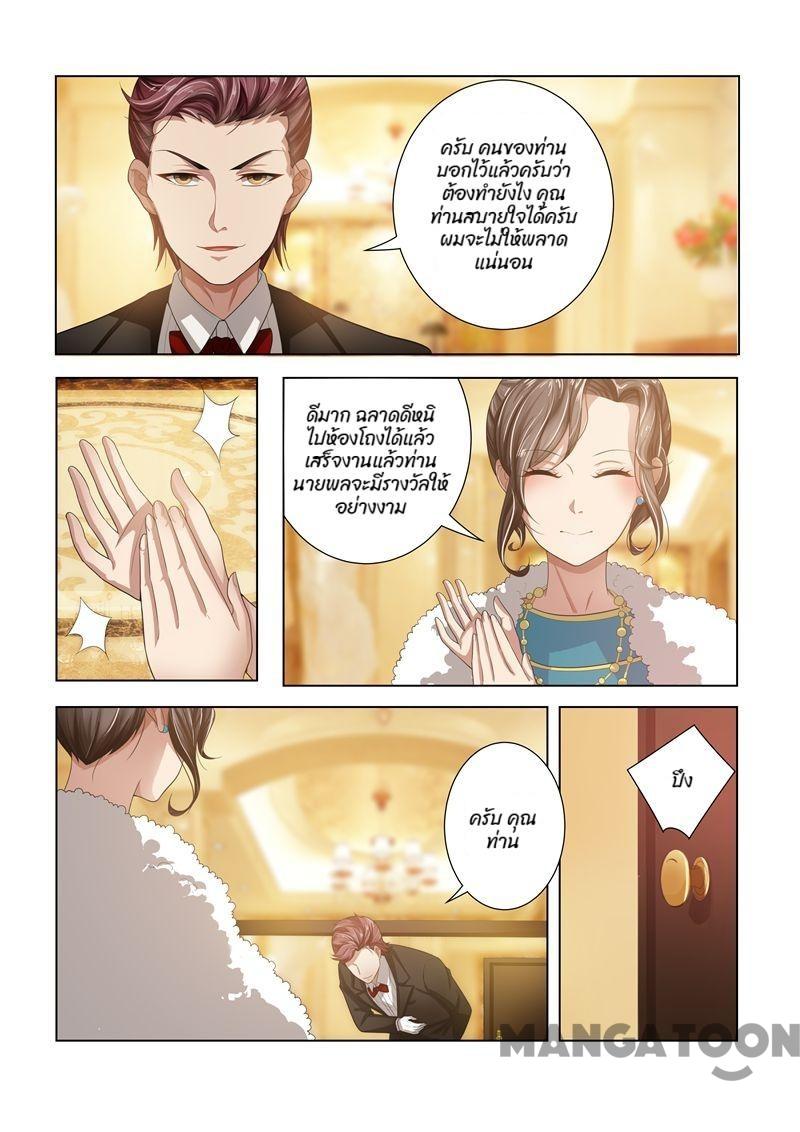 ครับ คนของท่าน
บอกไว้แล้วครับว่า
ต้องทำยังไง คุณ
ท่านสบายใจได้ครับ
ผมจะไม่ให้พลาด
แน่นอน
ดีมาก ฉลาดดีหนิ
ไปห้องโถงได้แล้ว
เสร็จงานแล้วท่าน
นายพลจะมีรางวัลให้
อย่างงาม
ครับ คุณ
ท่าน
ปึง
MANGATOON